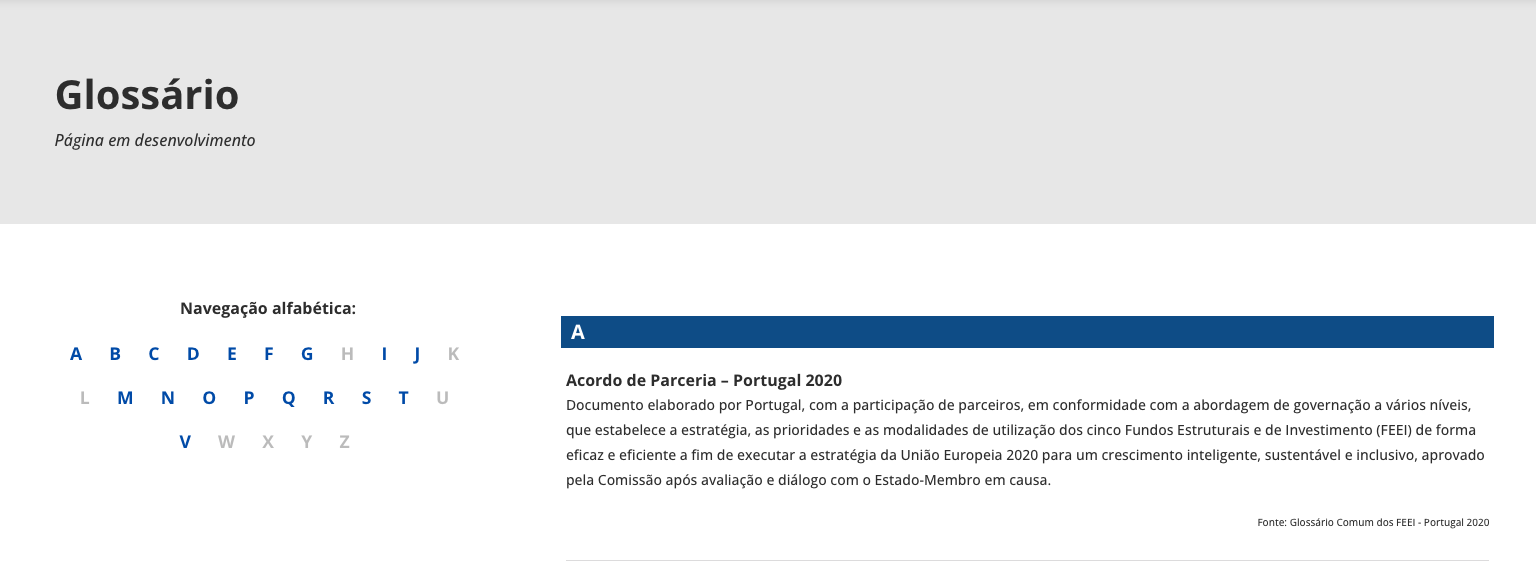 Glossário
Página em desenvolvimento
Navegação alfabética:
A B C D E F G H I J K
L M N O P Q R S T U
V W X Y Z
A
Acordo de Parceria – Portugal 2020
Documento elaborado por Portugal, com a participação de parceiros, em conformidade com a abordagem de governação a vários níveis,
que estabelece a estratégia, as prioridades e as modalidades de utilização dos cinco Fundos Estruturais e de Investimento (FEEI) de forma
eficaz e eficiente a fim de executar a estratégia da União Europeia 2020 para um crescimento inteligente, sustentável e inclusivo, aprovado
pela Comissão após avaliação e diálogo com o Estado-Membro em causa.
Fonte: Glossário Comum dos FEEI - Portugal 2020